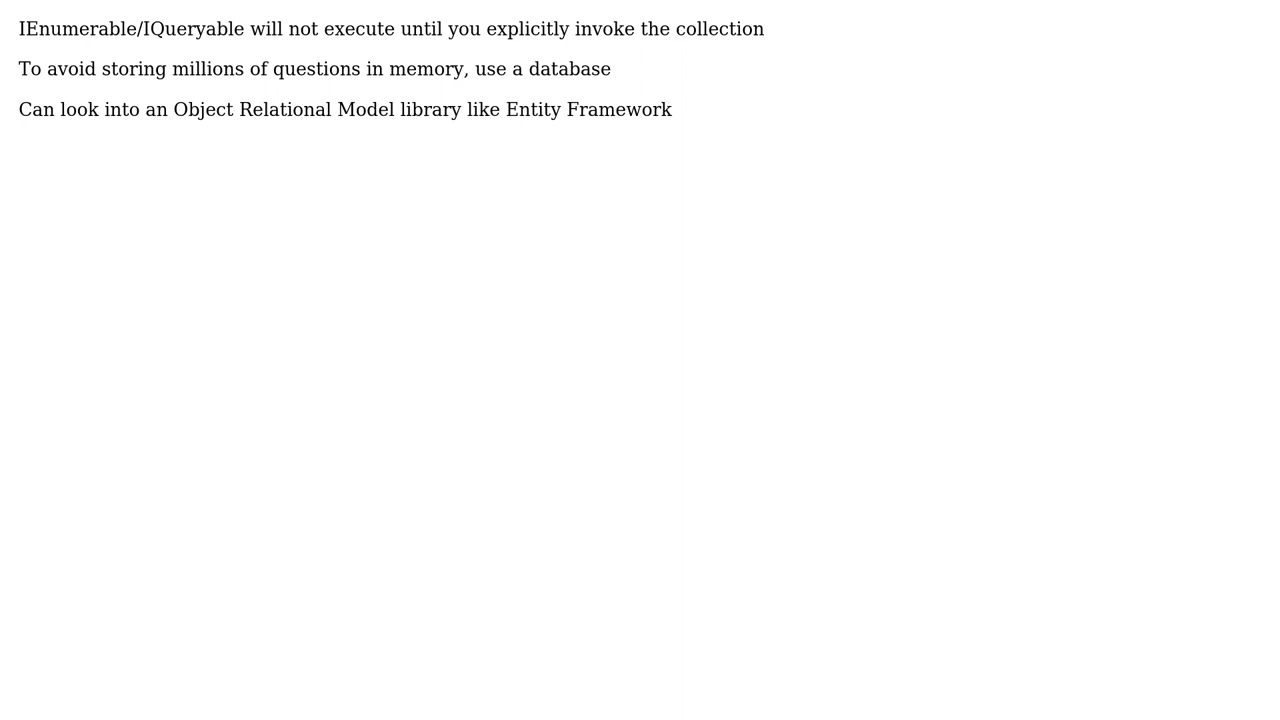 IEnumerable/IQueryable will not execute until you explicitly invoke the collection
To avoid storing millions of questions in memory, use a database
Can look into an Object Relational Model library like Entity Framework